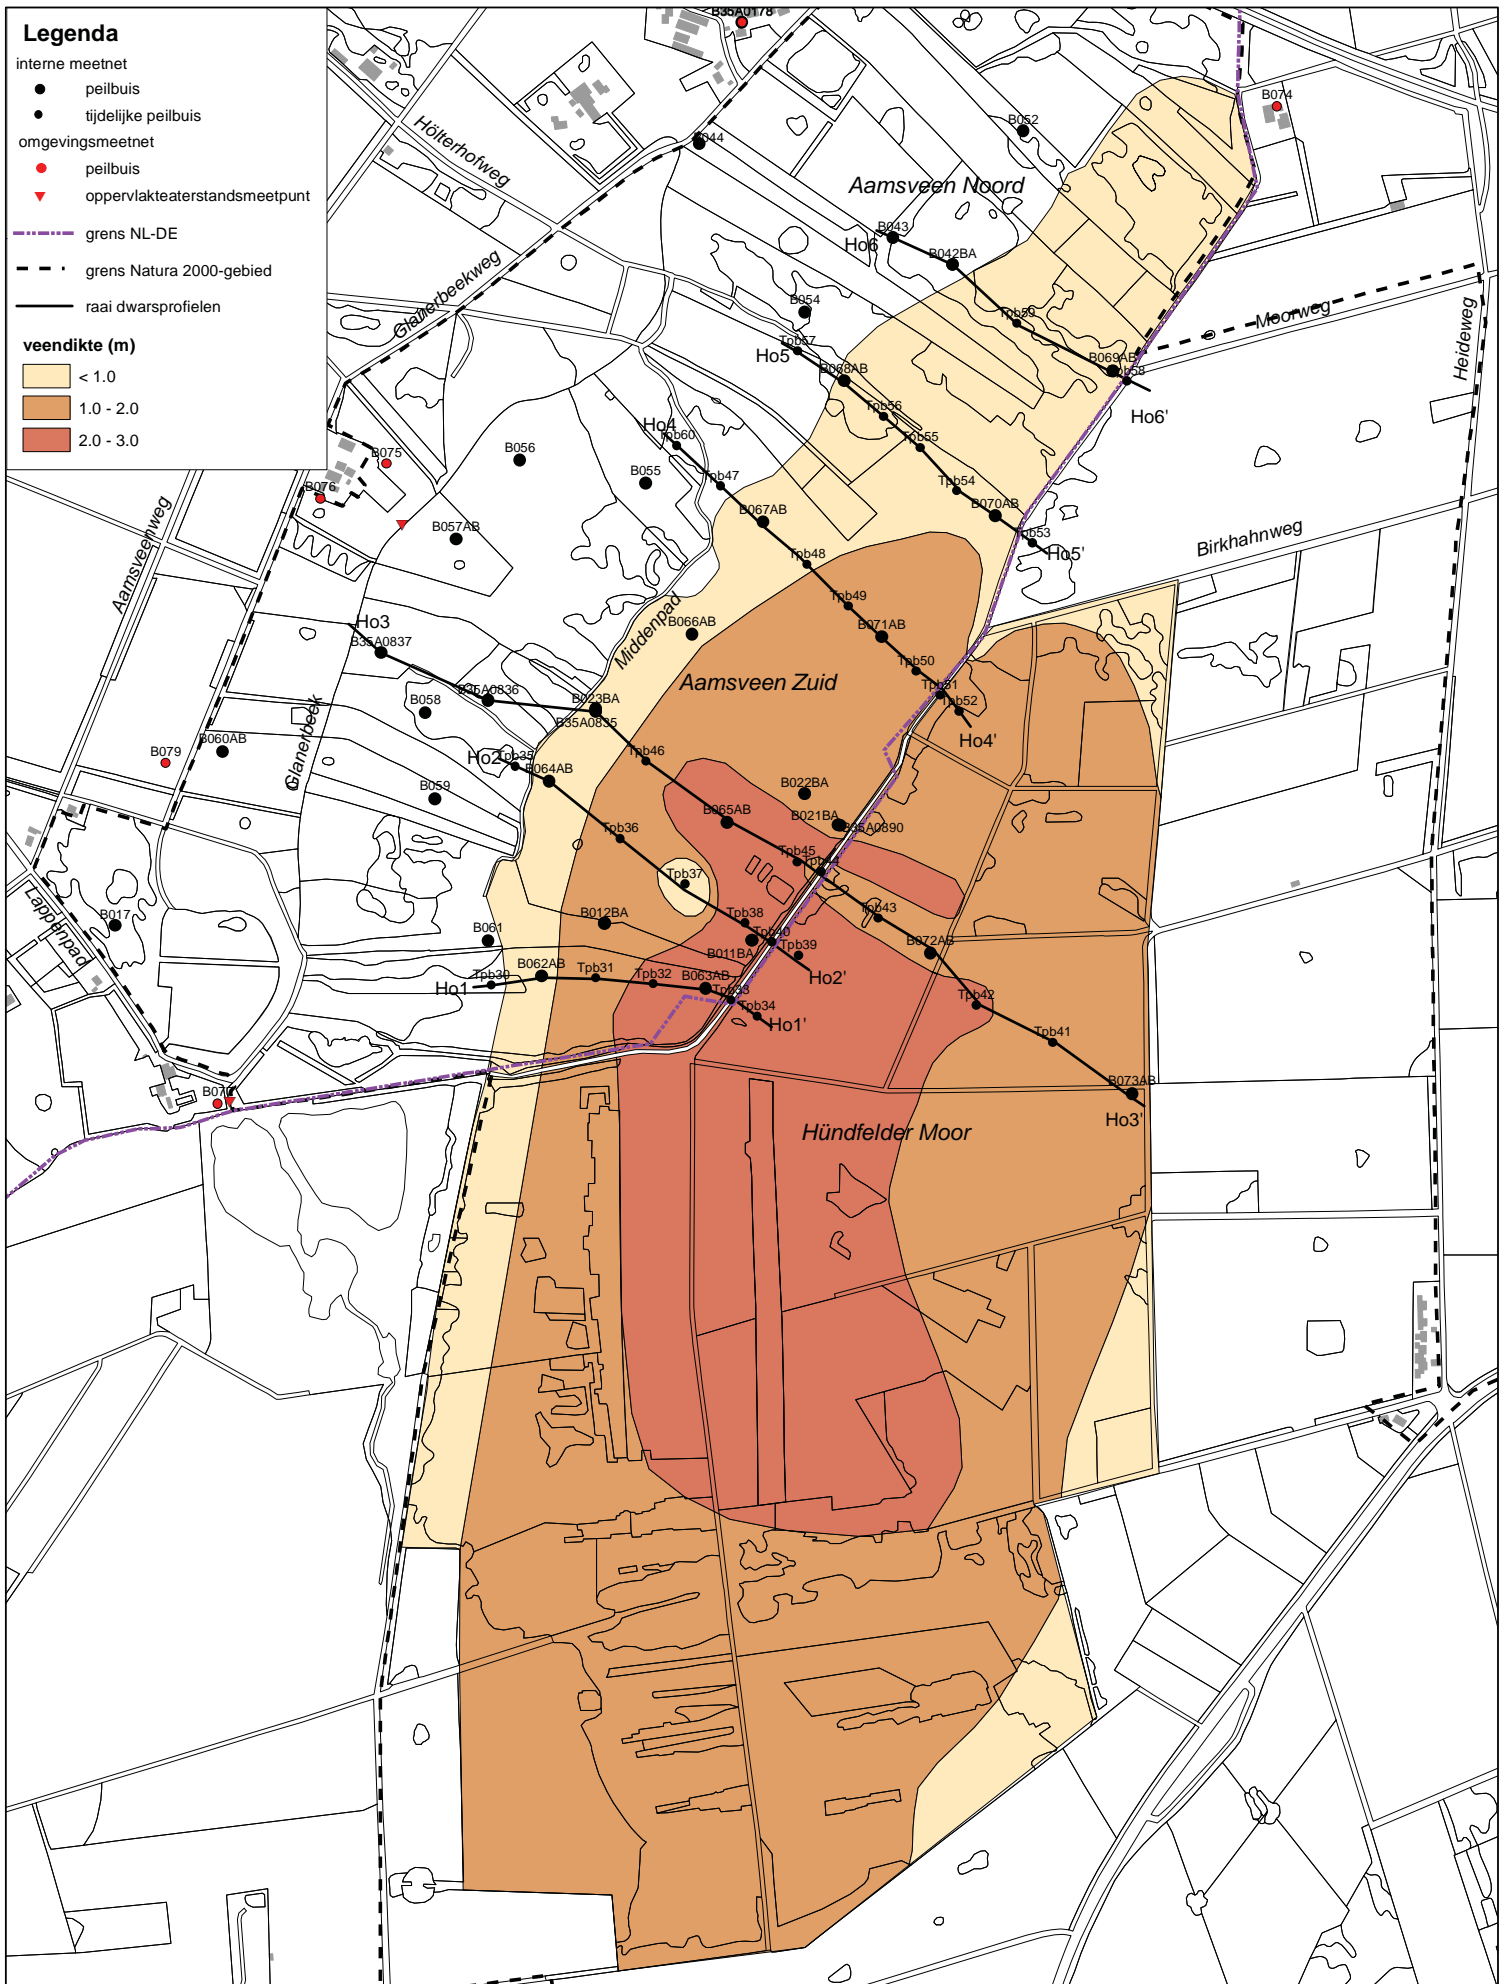 Legenda
interne meetnet
peilbuis
tijdelijke peilbuis
omgevingsmeetnet
peilbuis
oppervlakteaterstandsmeetpunt
grens NL-DE
grens Natura 2000-gebied
raai dwarsprofielen
veendikte (m)
< 1.0
1.0 - 2.0
2.0 - 3.0
B35A0178
B074
Hölterhofweg
B044
B052
Aamsveen Noord
B043
Ho6
B042BA
Glanerbeekweg
B054
Tpb59
Moorweg
Heideweg
Tpb57
Ho5
B069AB
Tpb58
B068AB
Ho6'
Tpb56
Ho4
Tpb60
Tpb55
B075
B056
B055
Tpb47
Tpb54
B076
B067AB
B070AB
Aamsveenweg
B057AB
Tpb53
Ho5'
Birkhahnweg
Tpb48
Tpb49
Middenpad
B066AB
B071AB
Ho3
B35A0837
Tpb50
Aamsveen Zuid
Tpb51
B35A0836
B023BA
B35A0835
Tpb52
B058
Ho4'
Glanerbeek
B060AB
B079
Ho2
Tpb35
B064AB
Tpb46
B059
B022BA
B065AB
B021BA
B35A0890
Tpb36
Tpb45
Tpb44
Tpb37
Lappenpad
B017
B012BA
Tpb38
Tpb43
B061
Tpb40
B011BA
Tpb39
B072AB
Ho2'
B062AB
Tpb31
Tpb32
B063AB
Tpb30
Ho1
Tpb33
Tpb34
Ho1'
Tpb42
Tpb41
B073AB
Ho3'
Hündfelder Moor